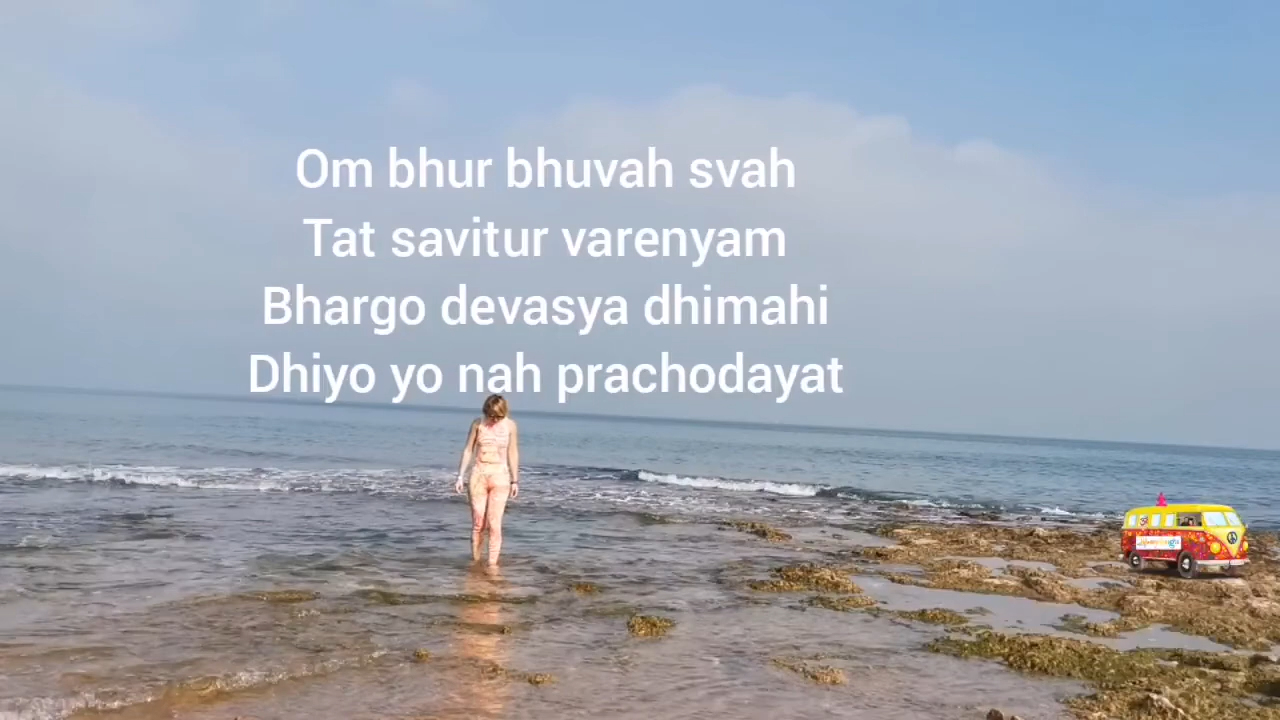 Om bhur bhuvah svah
Tat savitur varenyam
Bhargo devasya dhimahi
Dhiyo yo nah prachodayat